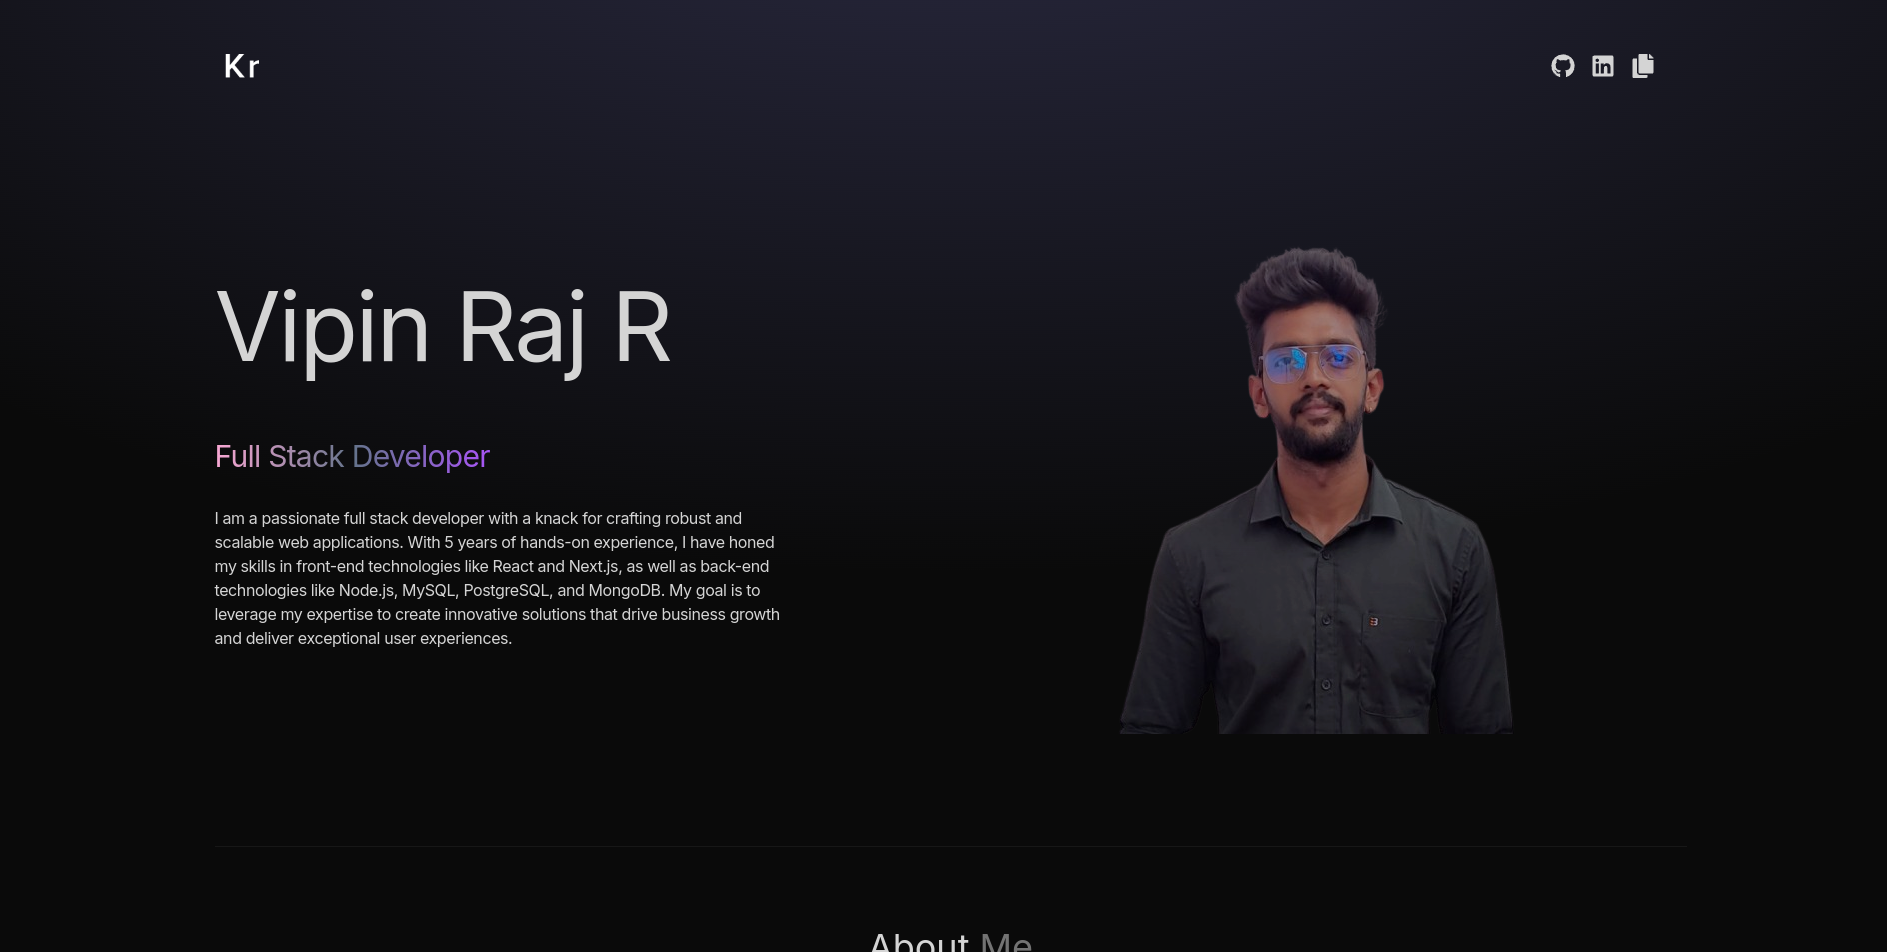 Kr
in
Vipin Raj R
Full Stack Developer
I am a passionate full stack developer with a knack for crafting robust and
scalable web applications. With 5 years of hands-on experience, I have honed
my skills in front-end technologies like React and Next.js, as well as back-end
technologies like Node.js, MySQL, PostgreSQL, and MongoDB. My goal is to
leverage my expertise to create innovative solutions that drive business growth
and deliver exceptional user experiences.
About Me